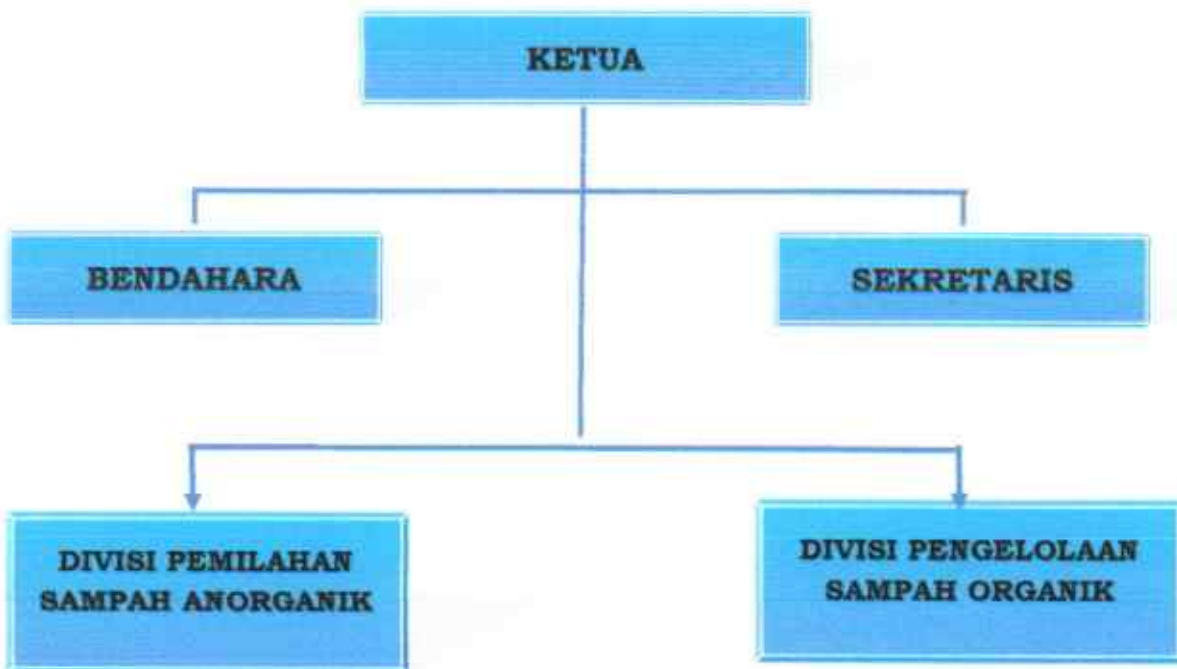 KETUA
BENDAHARA
SEKRETARIS
DIVISI PEMILAHAN
SAMPAH ANORGANIK
DIVISI PENGELOLAAN
SAMPAH ORGANIK